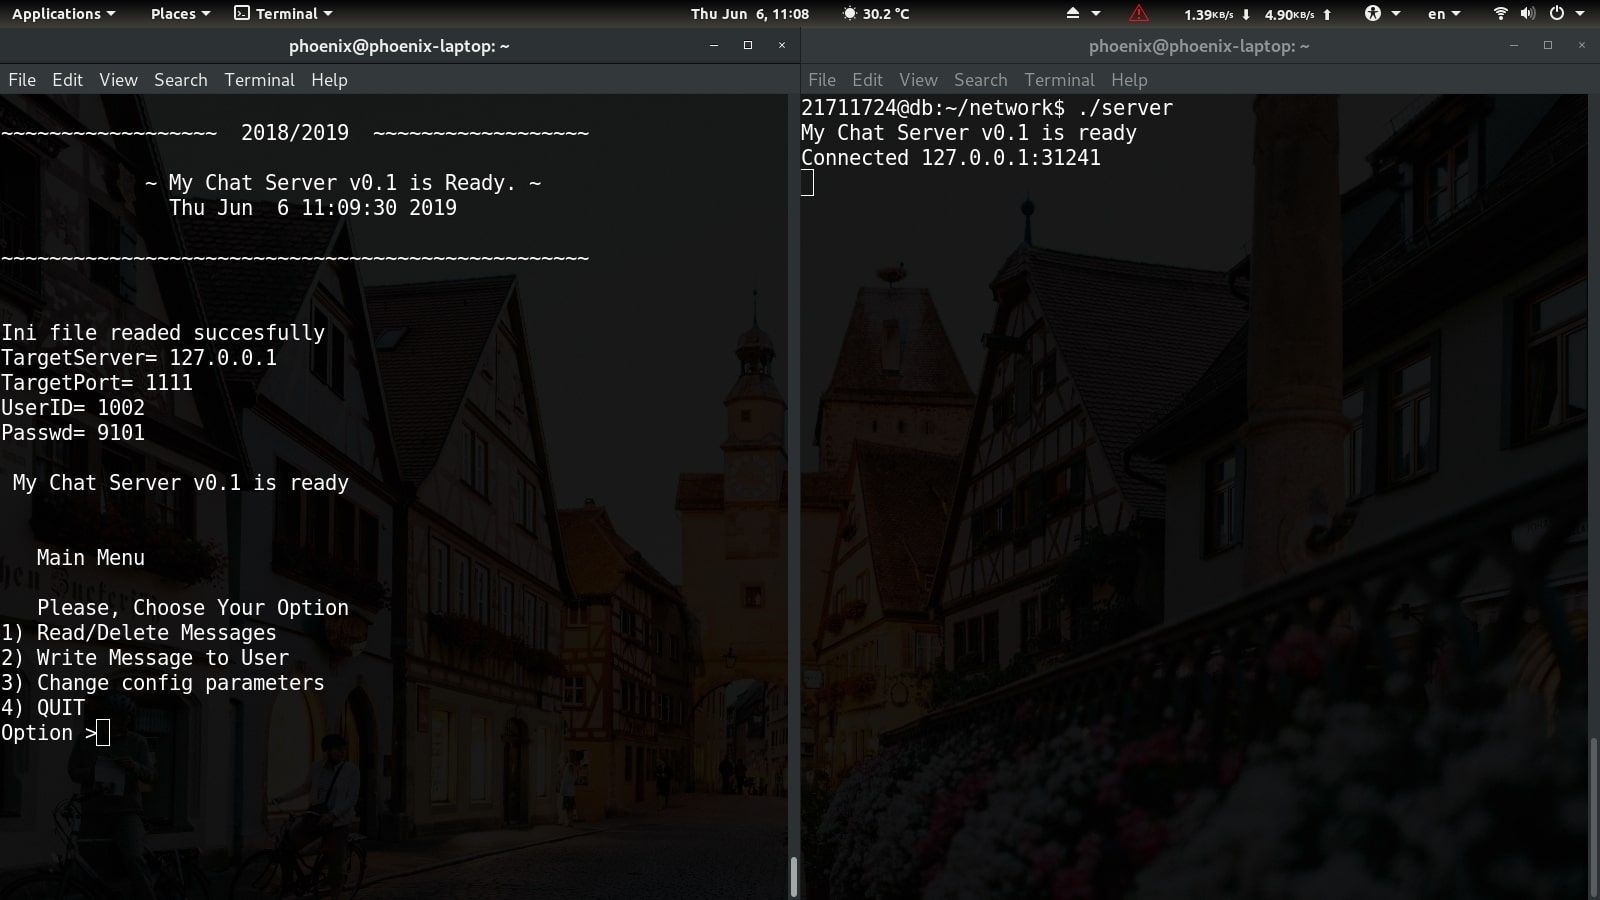 Applications Places Terminal Thu Jun 6, 11:08 30.2 °C 1.39KB/s 4.90KB/s en
phoenix@phoenix-laptop: ~
File Edit View Search Terminal Help
~~~~~~~~~~~~~~~~~~ 2018/2019 ~~~~~~~~~~~~~~~~~~
~ My Chat Server v0.1 is Ready. ~
Thu Jun  6 11:09:30 2019
~~~~~~~~~~~~~~~~~~~~~~~~~~~~~~~~~~~~~~~~~~~~~~~~~
Ini file readed succesfully
TargetServer= 127.0.0.1
TargetPort= 1111
UserID= 1002
Passwd= 9101
My Chat Server v0.1 is ready
Main Menu
Please, Choose Your Option
1) Read/Delete Messages
2) Write Message to User
3) Change config parameters
4) QUIT
Option >
phoenix@phoenix-laptop: ~
File Edit View Search Terminal Help
21711724@db:~/network$ ./server
My Chat Server v0.1 is ready
Connected 127.0.0.1:31241